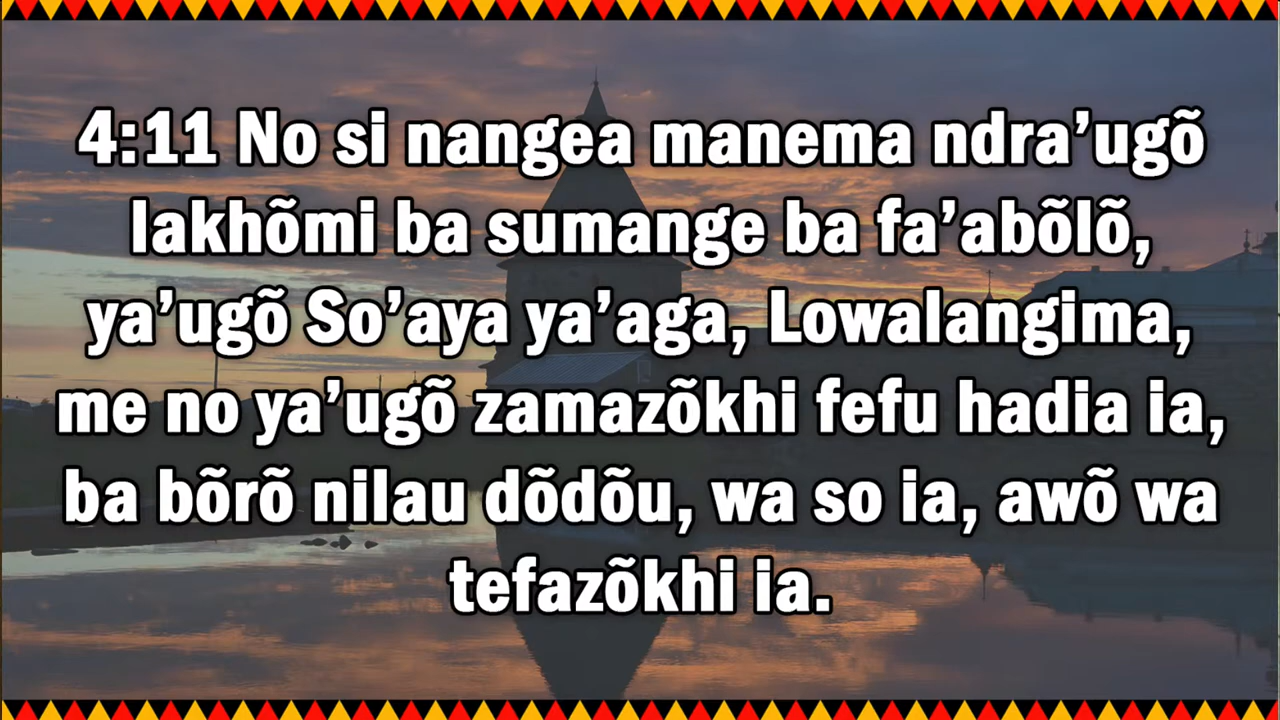 4:11 No si nangea manema ndra’ugõ
lakhõmi ba sumange ba fa’abõlõ,
ya’ugõ So’aya ya’aga, Lowalangima,
me no ya’ugõ zamazõkhi fefu hadia ia,
ba bõrõ nilau dõdõu, wa so ia, awõ wa
tefazõkhi ia.